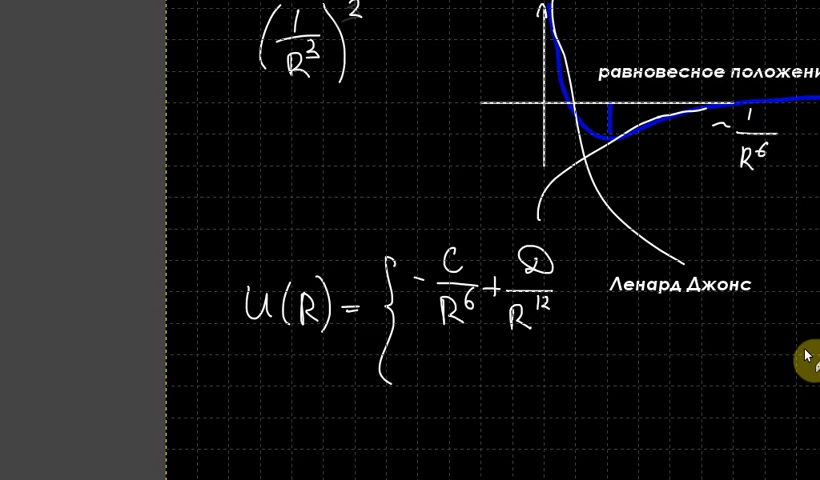 (1/R³)²
равновесное положени
~ 1/R⁶
U(R) = { - C/R⁶ + D/R¹²
Ленард Джонс